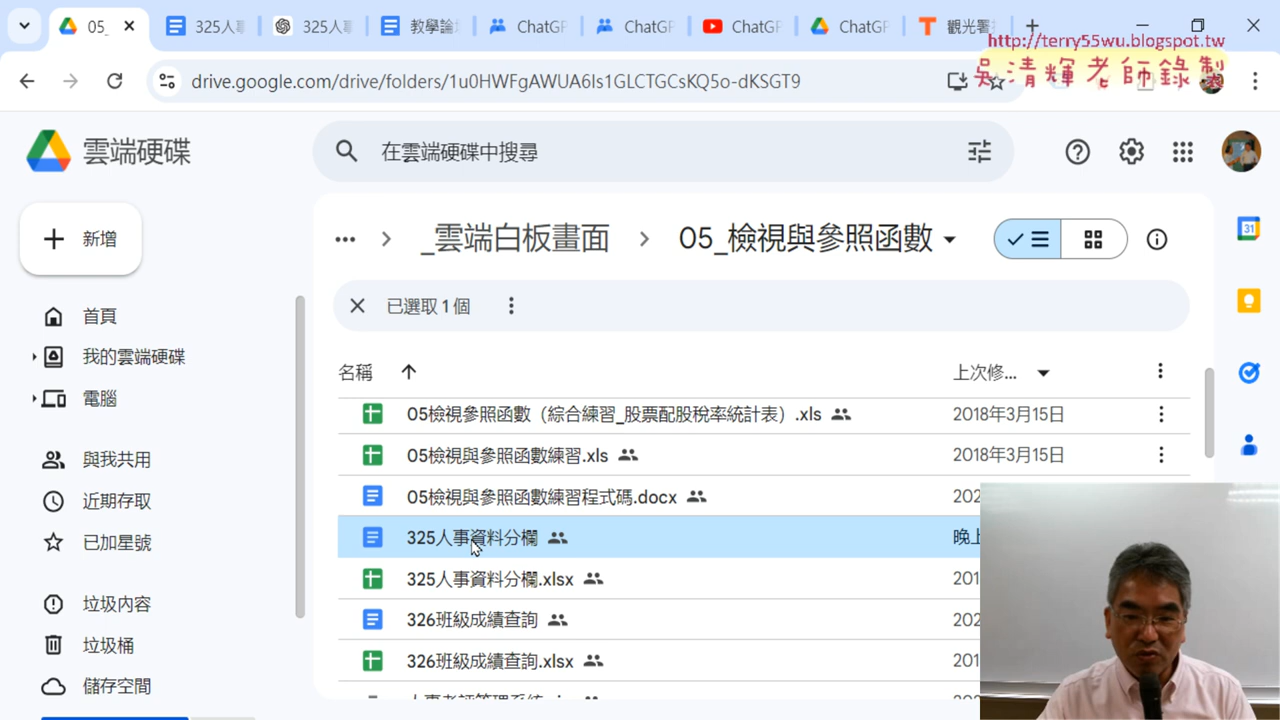 05_
325人事
325人事
教學論
ChatGP
ChatGP
ChatGP
ChatGP
觀光署
http://terry55wu.blogspot.tw
吳清輝老師錄製
drive.google.com/drive/folders/1uI0HWFgAWUA6Is1GLCTGCsKQ5o-dKSGT9
雲端硬碟
在雲端硬碟中搜尋
新增
_雲端白板畫面
05_檢視與參照函數
已選取 1 個
首頁
我的雲端硬碟
電腦
與我共用
近期存取
已加星號
垃圾內容
垃圾桶
儲存空間
名稱
上次修...
05檢視參照函數（綜合練習_股票配股稅率統計表）.xls
2018年3月15日
05檢視與參照函數練習.xls
2018年3月15日
05檢視與參照函數練習程式碼.docx
202
325人事資料分欄
晚上
325人事資料分欄.xlsx
201
326班級成績查詢
202
326班級成績查詢.xlsx
201
31